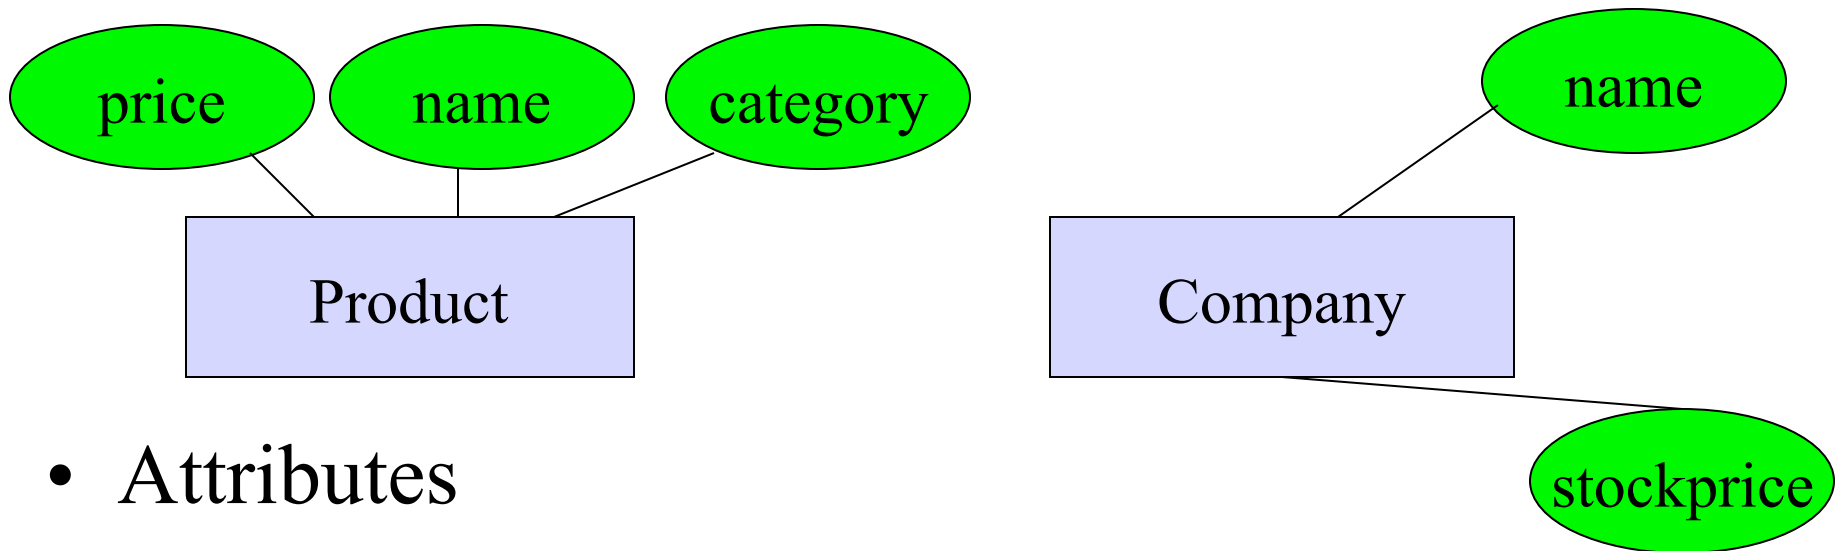 price
name
category
name
Product
Company
• Attributes
stockprice